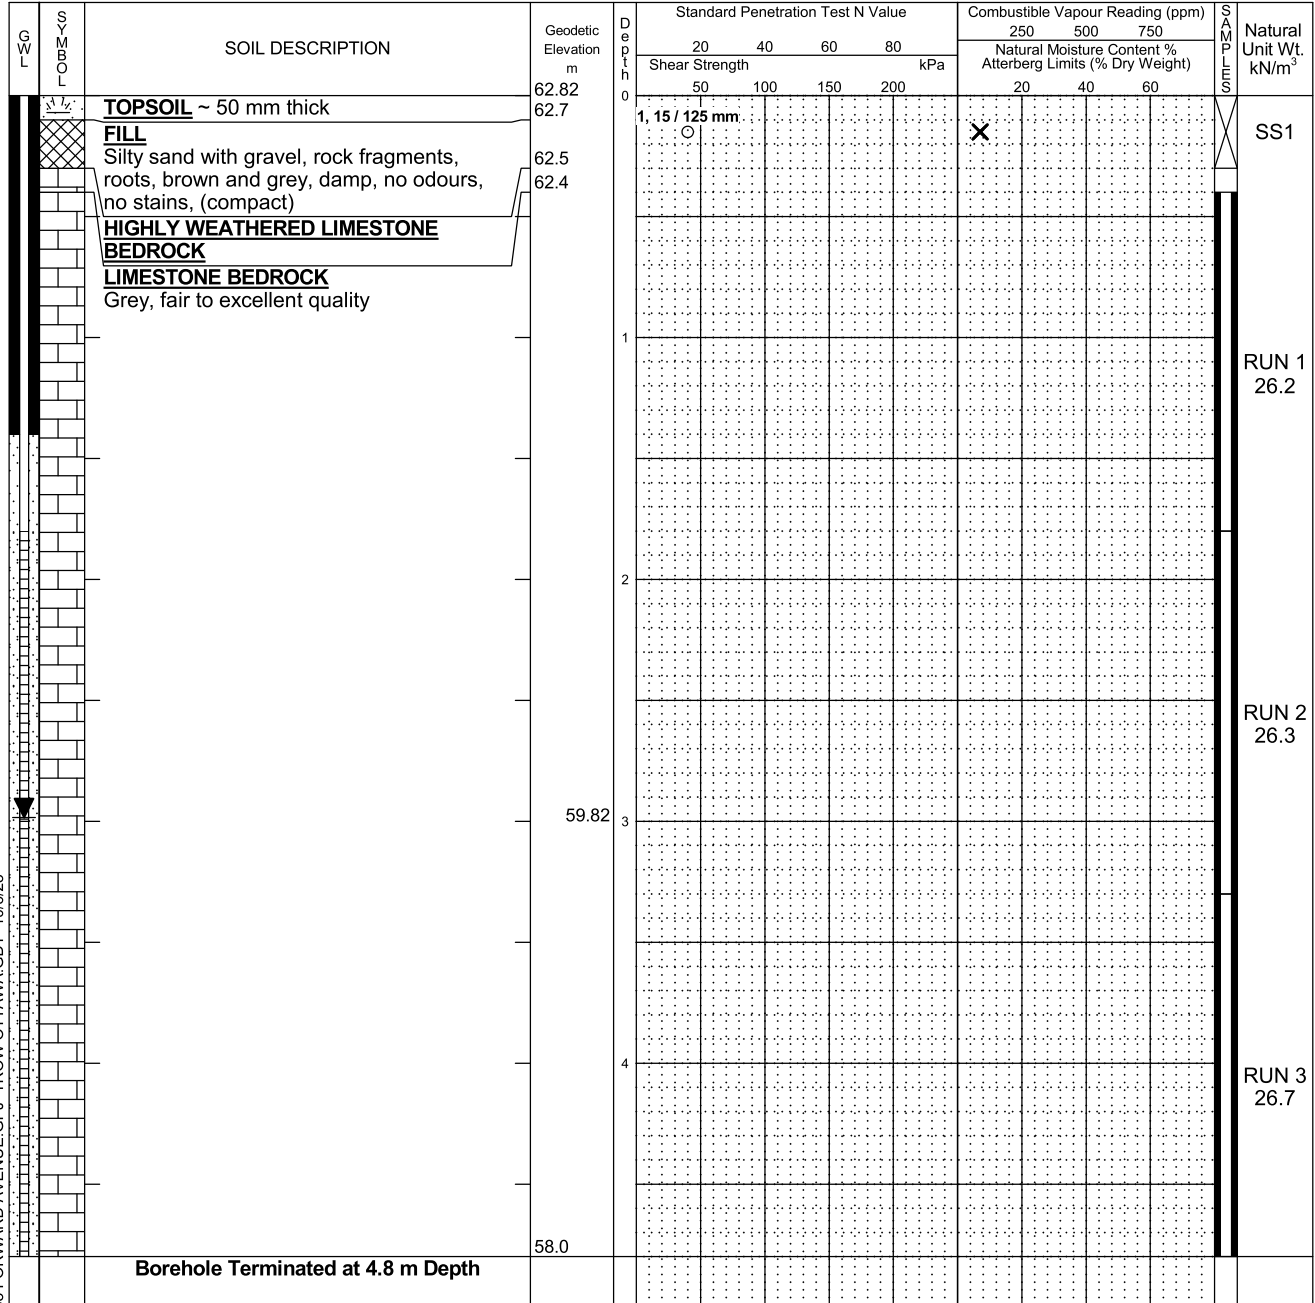 GWL
SYMBOL
SOIL DESCRIPTION
Geodetic
Elevation
m
Depth
Standard Penetration Test N Value
20 40 60 80
Shear Strength kPa
50 100 150 200
Combustible Vapour Reading (ppm)
250 500 750
Natural Moisture Content %
Atterberg Limits (% Dry Weight)
20 40 60
SAMPLES
Natural
Unit Wt.
kN/m³
62.82
0
TOPSOIL ~ 50 mm thick
62.7
FILL
Silty sand with gravel, rock fragments,
roots, brown and grey, damp, no odours,
no stains, (compact)
62.5
62.4
1, 15 / 125 mm
SS1
HIGHLY WEATHERED LIMESTONE
BEDROCK
LIMESTONE BEDROCK
Grey, fair to excellent quality
1
RUN 1
26.2
2
RUN 2
26.3
59.82
3
4
RUN 3
26.7
58.0
Borehole Terminated at 4.8 m Depth